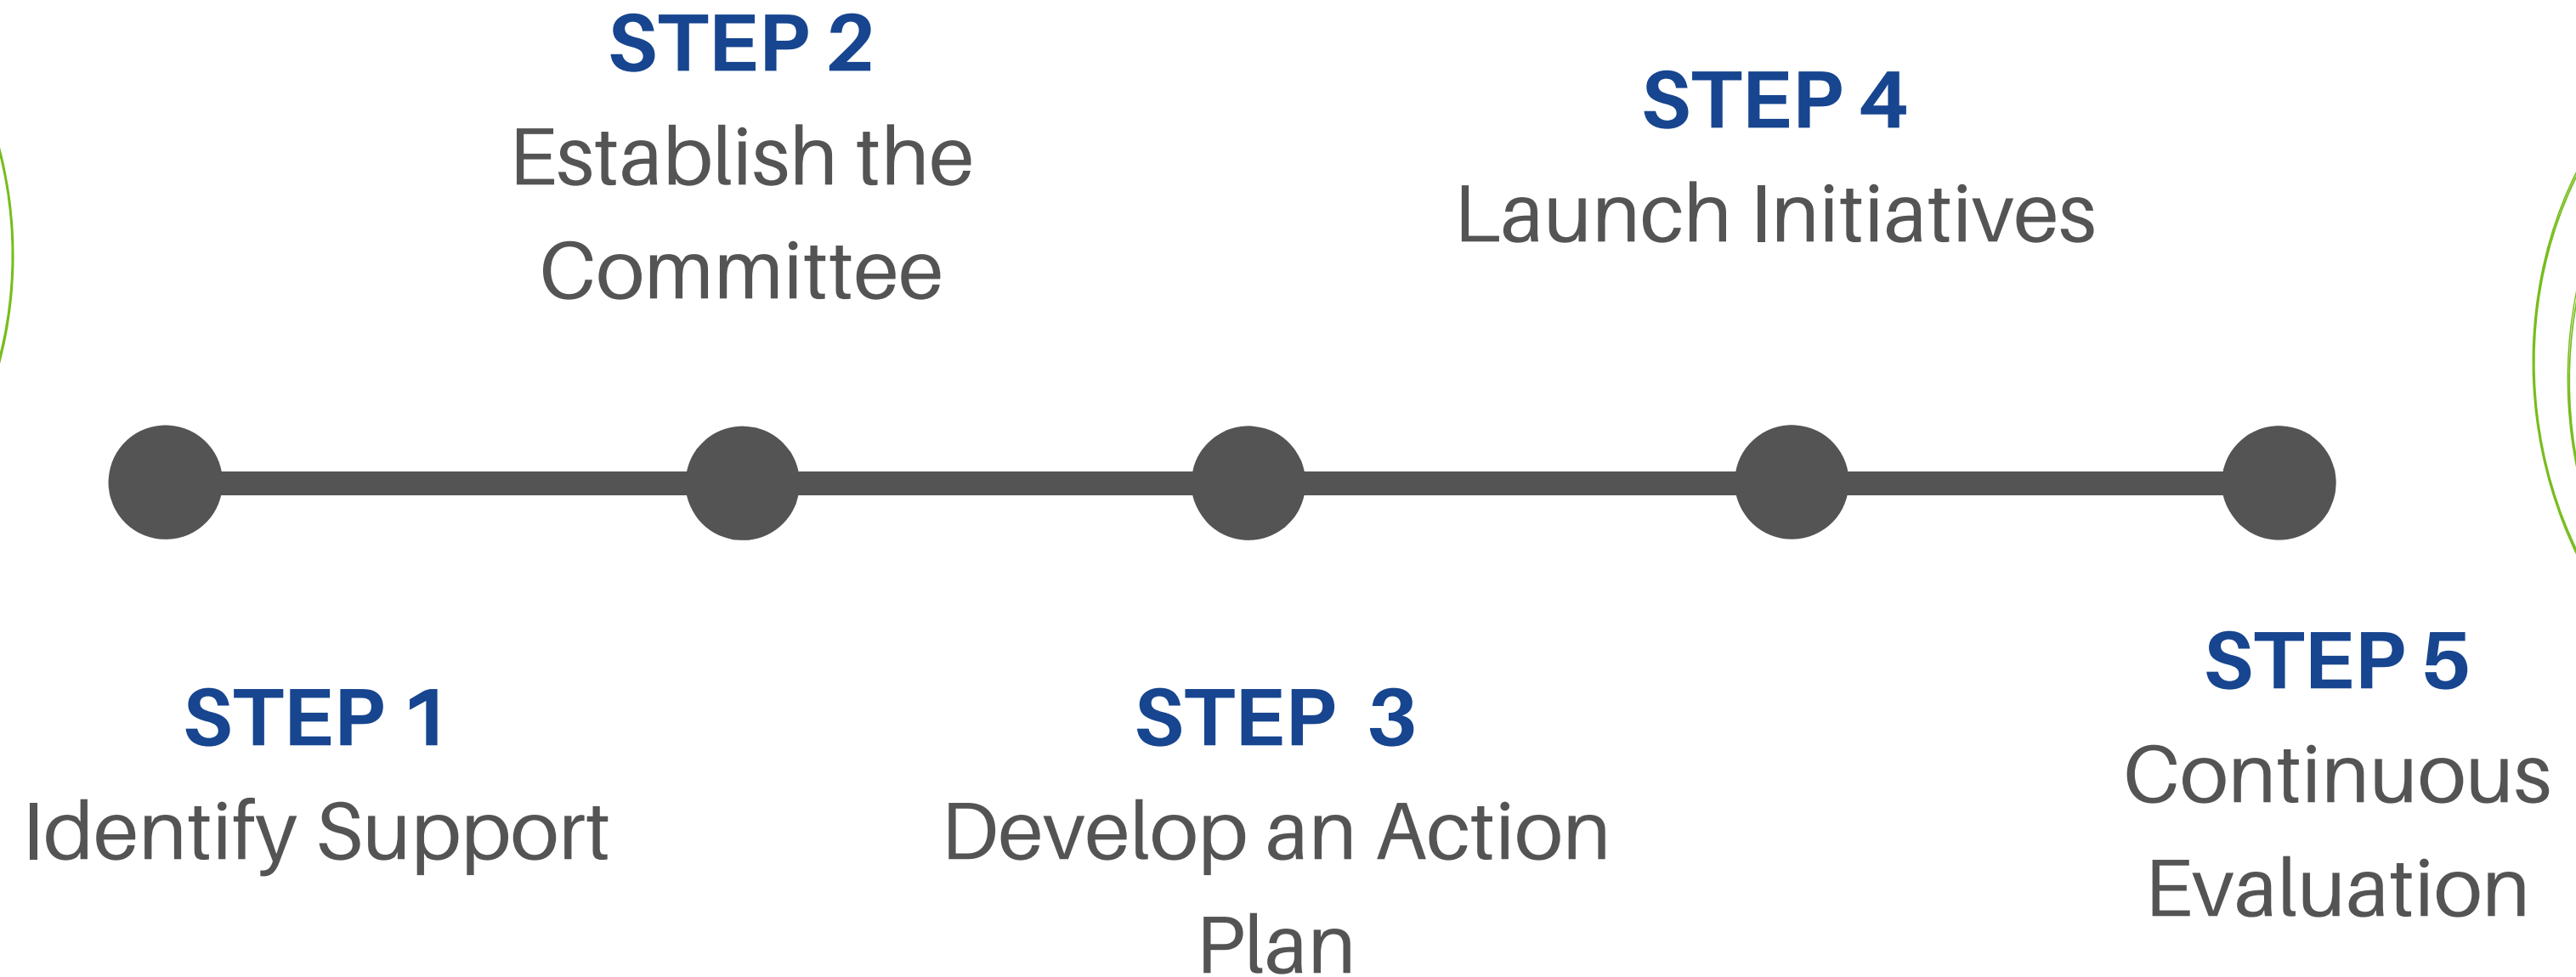 STEP 1
Identify Support
STEP 2
Establish the
Committee
STEP 3
Develop an Action
Plan
STEP 4
Launch Initiatives
STEP 5
Continuous
Evaluation